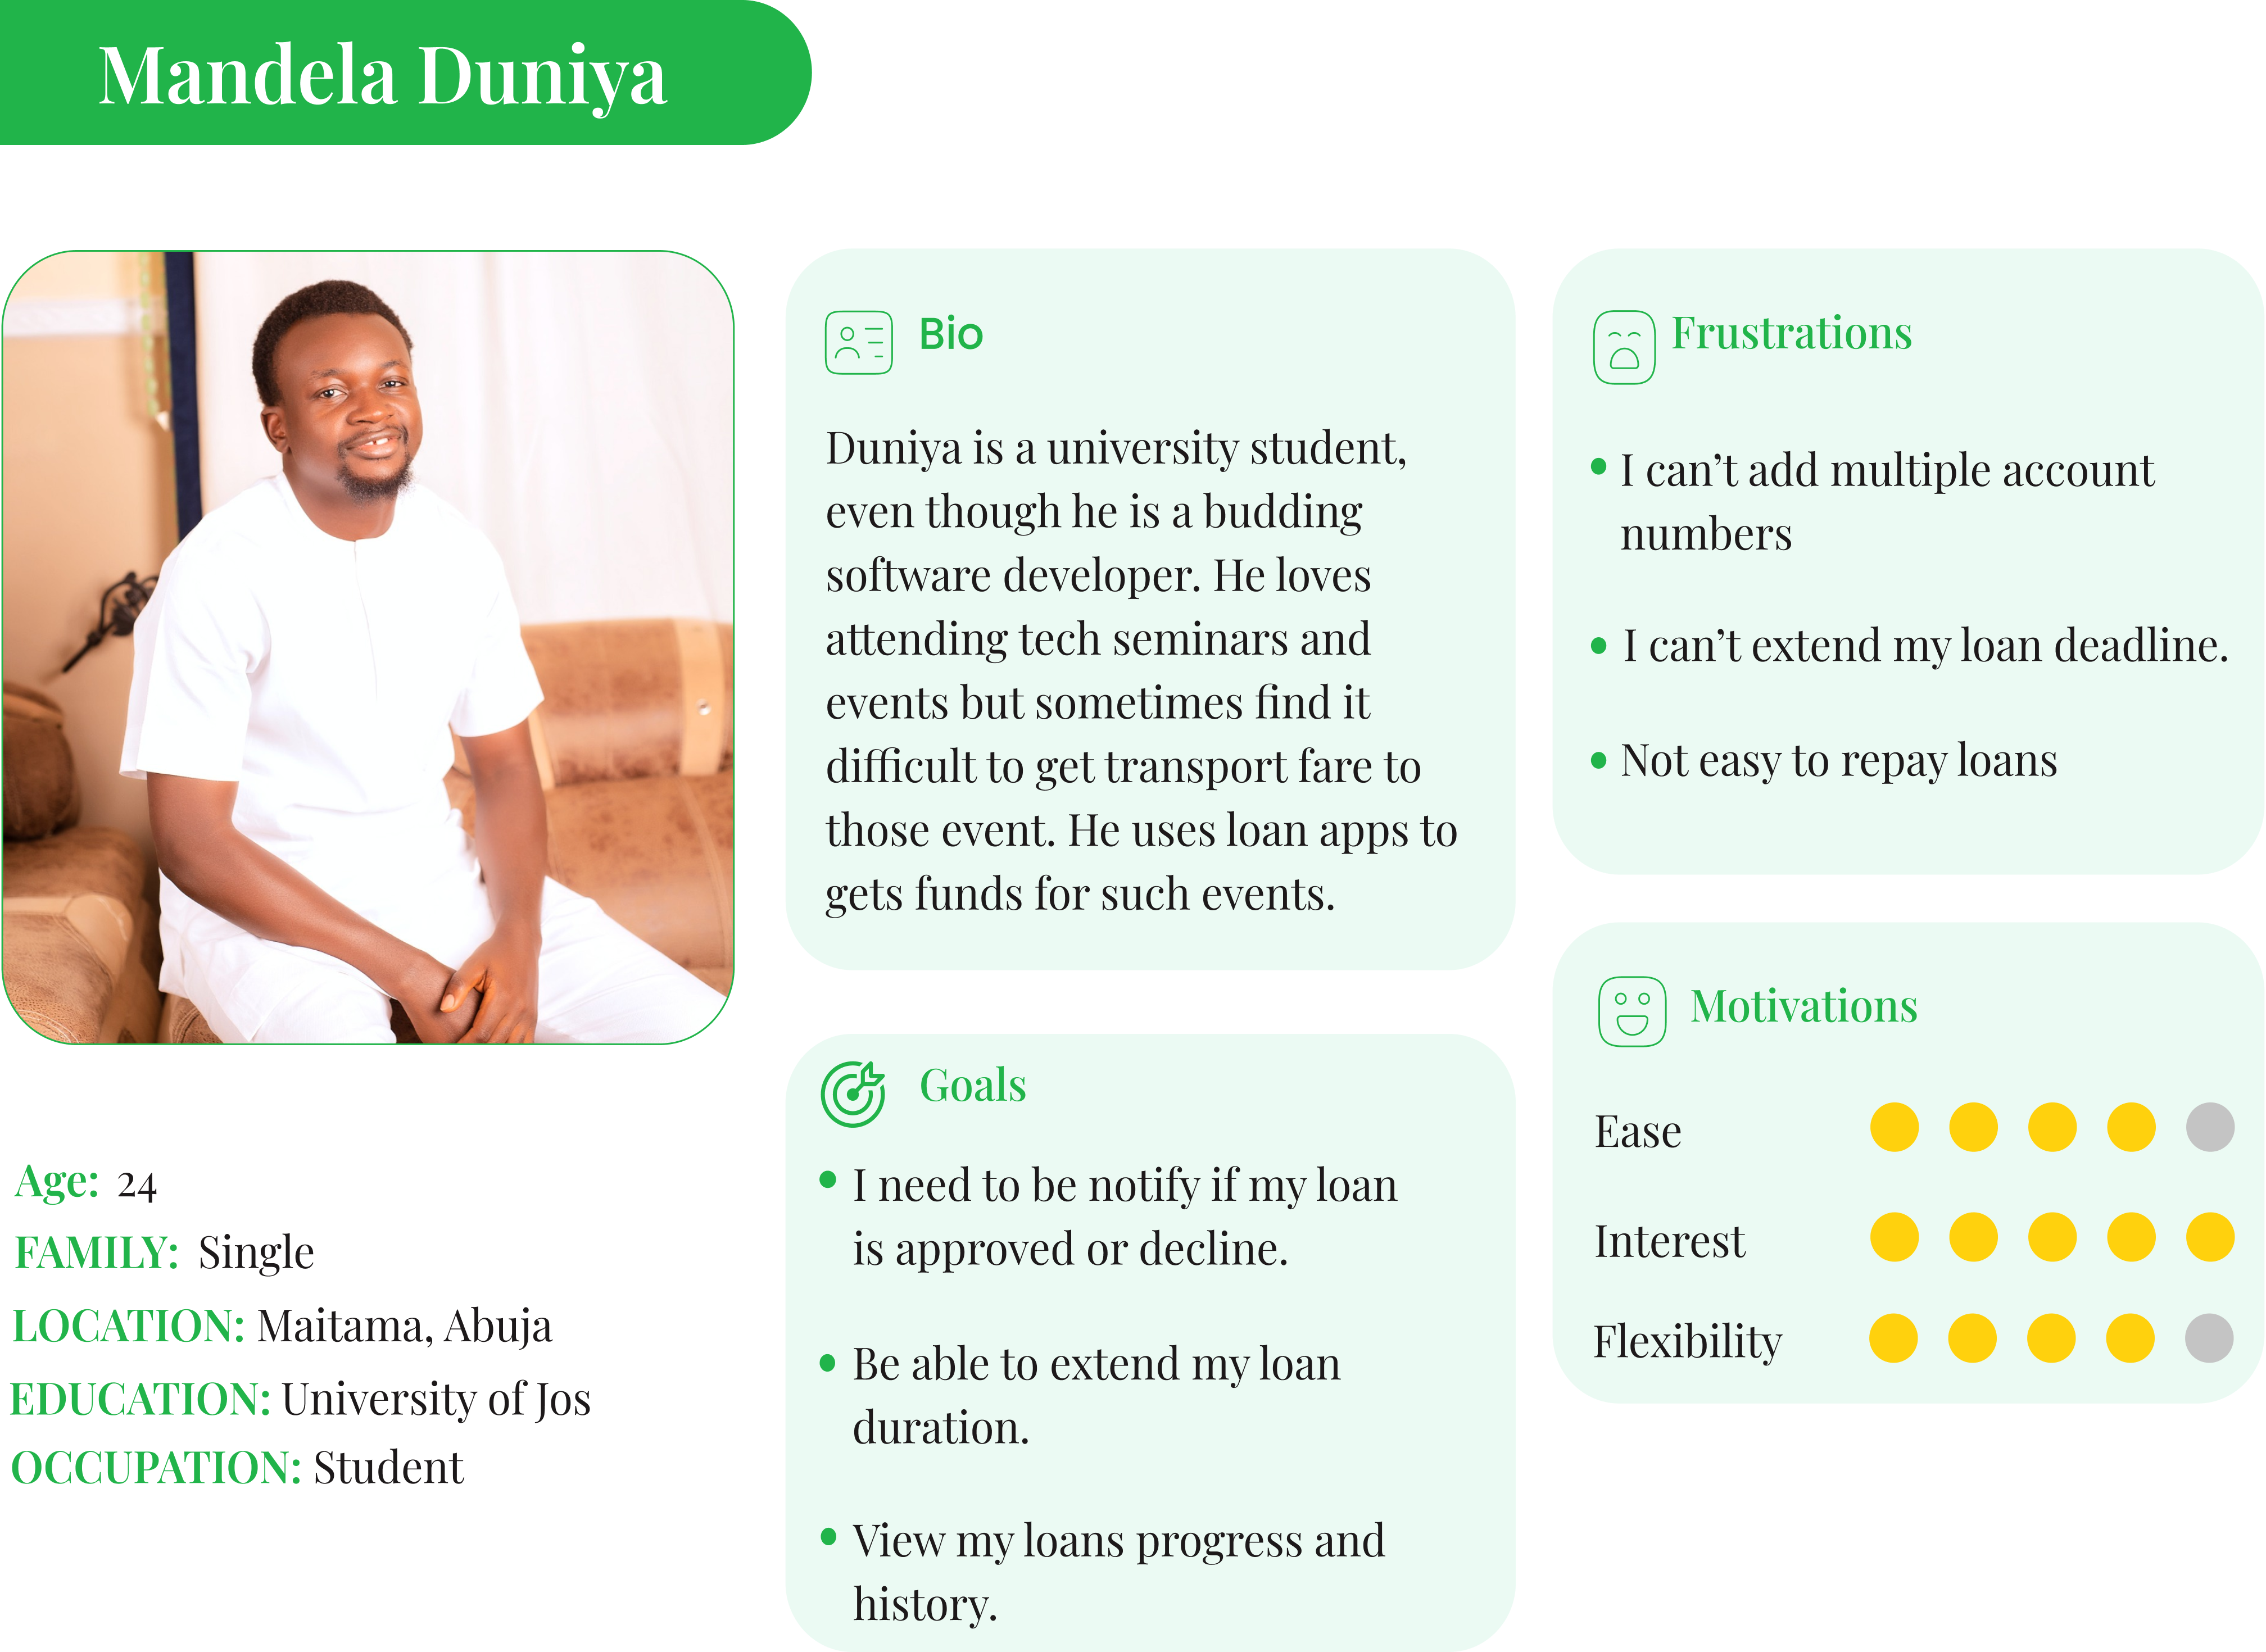 Mandela Duniya
Age: 24
FAMILY: Single
LOCATION: Maitama, Abuja
EDUCATION: University of Jos
OCCUPATION: Student
Bio
Duniya is a university student,
even though he is a budding
software developer. He loves
attending tech seminars and
events but sometimes find it
difficult to get transport fare to
those event. He uses loan apps to
gets funds for such events.
Goals
I need to be notify if my loan
is approved or decline.
Be able to extend my loan
duration.
View my loans progress and
history.
Frustrations
I can’t add multiple account
numbers
I can’t extend my loan deadline.
Not easy to repay loans
Motivations
Ease
Interest
Flexibility